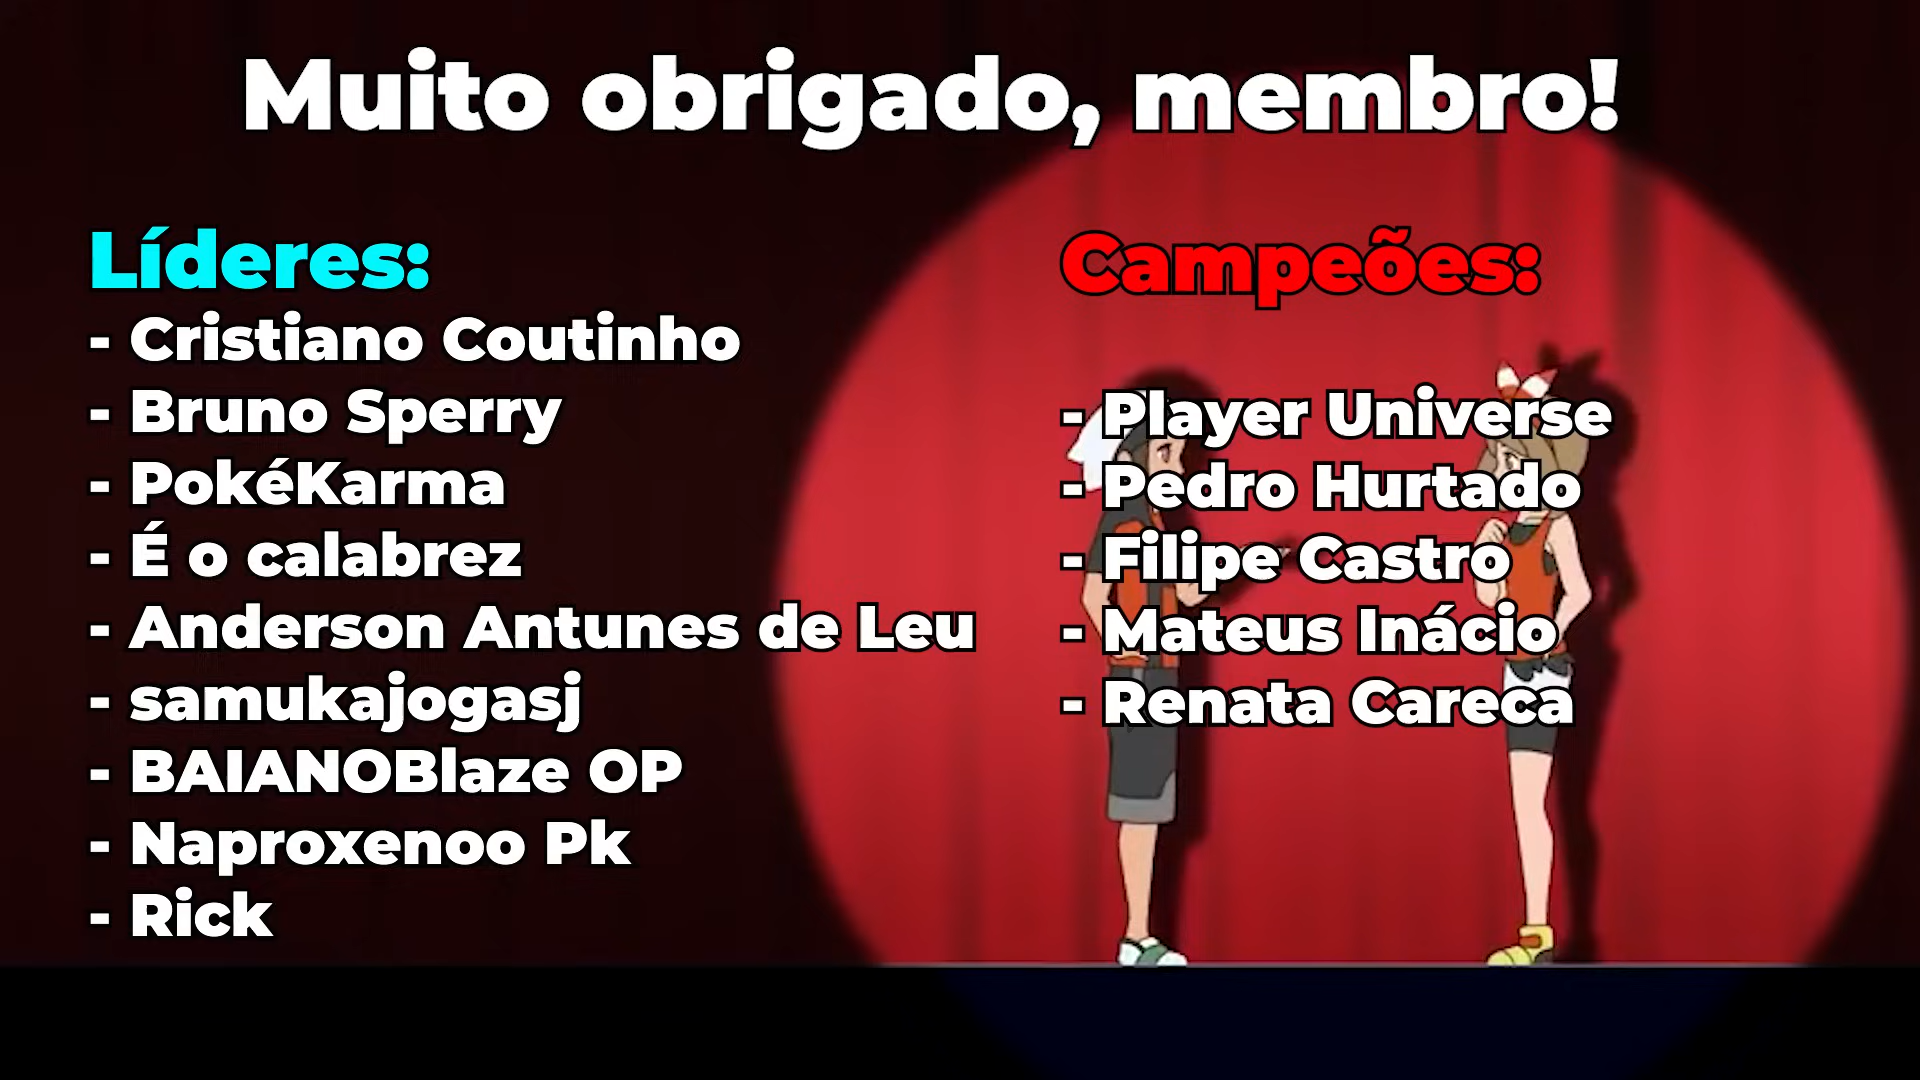 Muito obrigado, membro!
Líderes:
- Cristiano Coutinho
- Bruno Sperry
- PokéKarma
- É o calabrez
- Anderson Antunes de Leu
- samukajogasj
- BAIANOBlaze OP
- Naproxenoo Pk
- Rick
Campeões:
- Player Universe
- Pedro Hurtado
- Filipe Castro
- Mateus Inácio
- Renata Careca